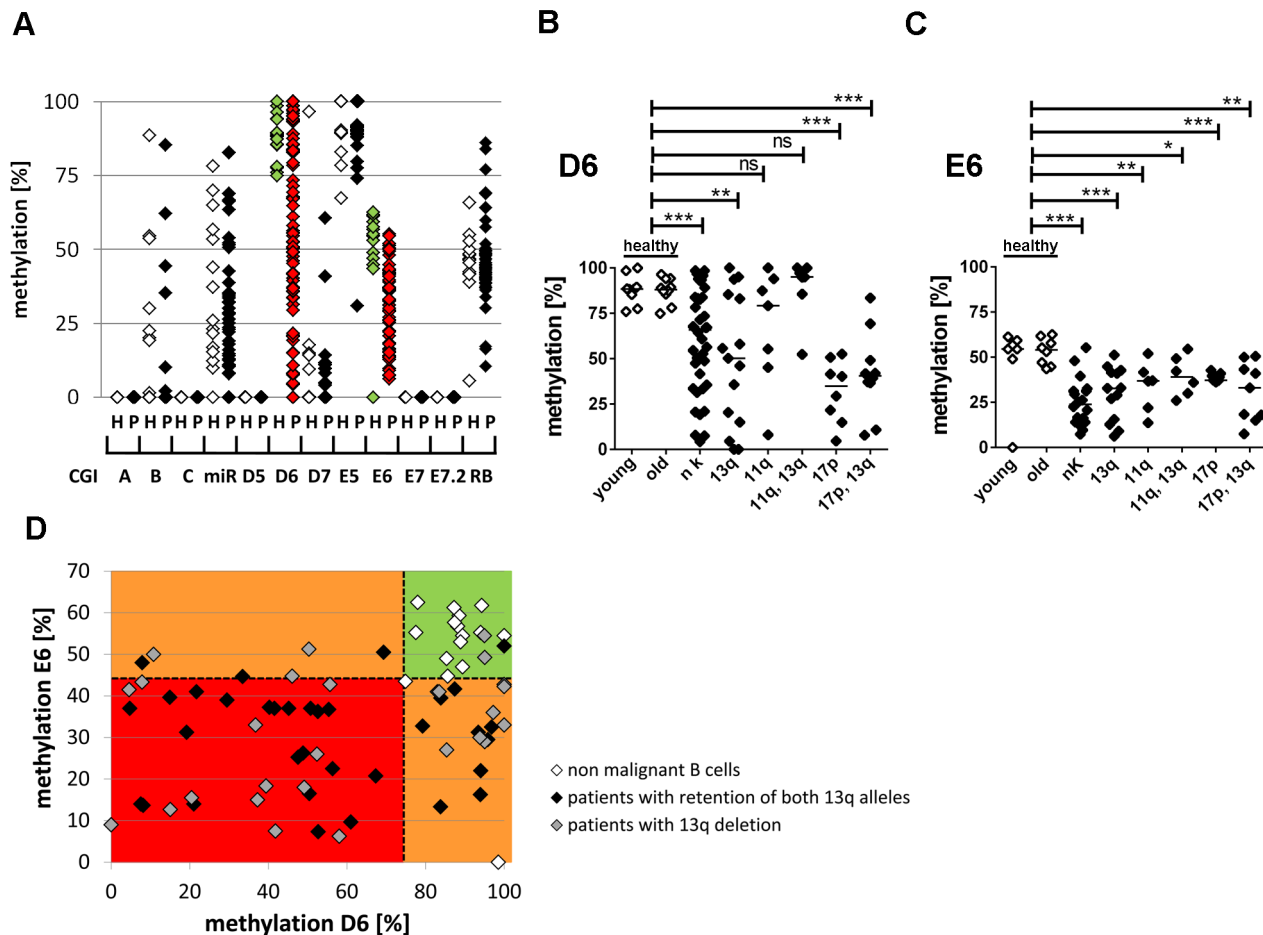 A
100
75
50
25
0
methylation [%]
H P H P H P H P H P H P H P H P H P H P H P H P
CGI A B C miR D5 D6 D7 E5 E6 E7 E7.2 RB
B
***
***
ns
D6
ns
**
***
healthy
100
75
50
25
0
methylation [%]
young old n k 13q 11q 11q, 13q 17p 17p, 13q
C
**
***
*
E6
**
***
***
healthy
100
75
50
25
0
methylation [%]
young old nK 13q 11q 11q, 13q 17p 17p, 13q
D
70
60
50
40
30
20
10
0
methylation E6 [%]
0 20 40 60 80 100
methylation D6 [%]
non malignant B cells
patients with retention of both 13q alleles
patients with 13q deletion